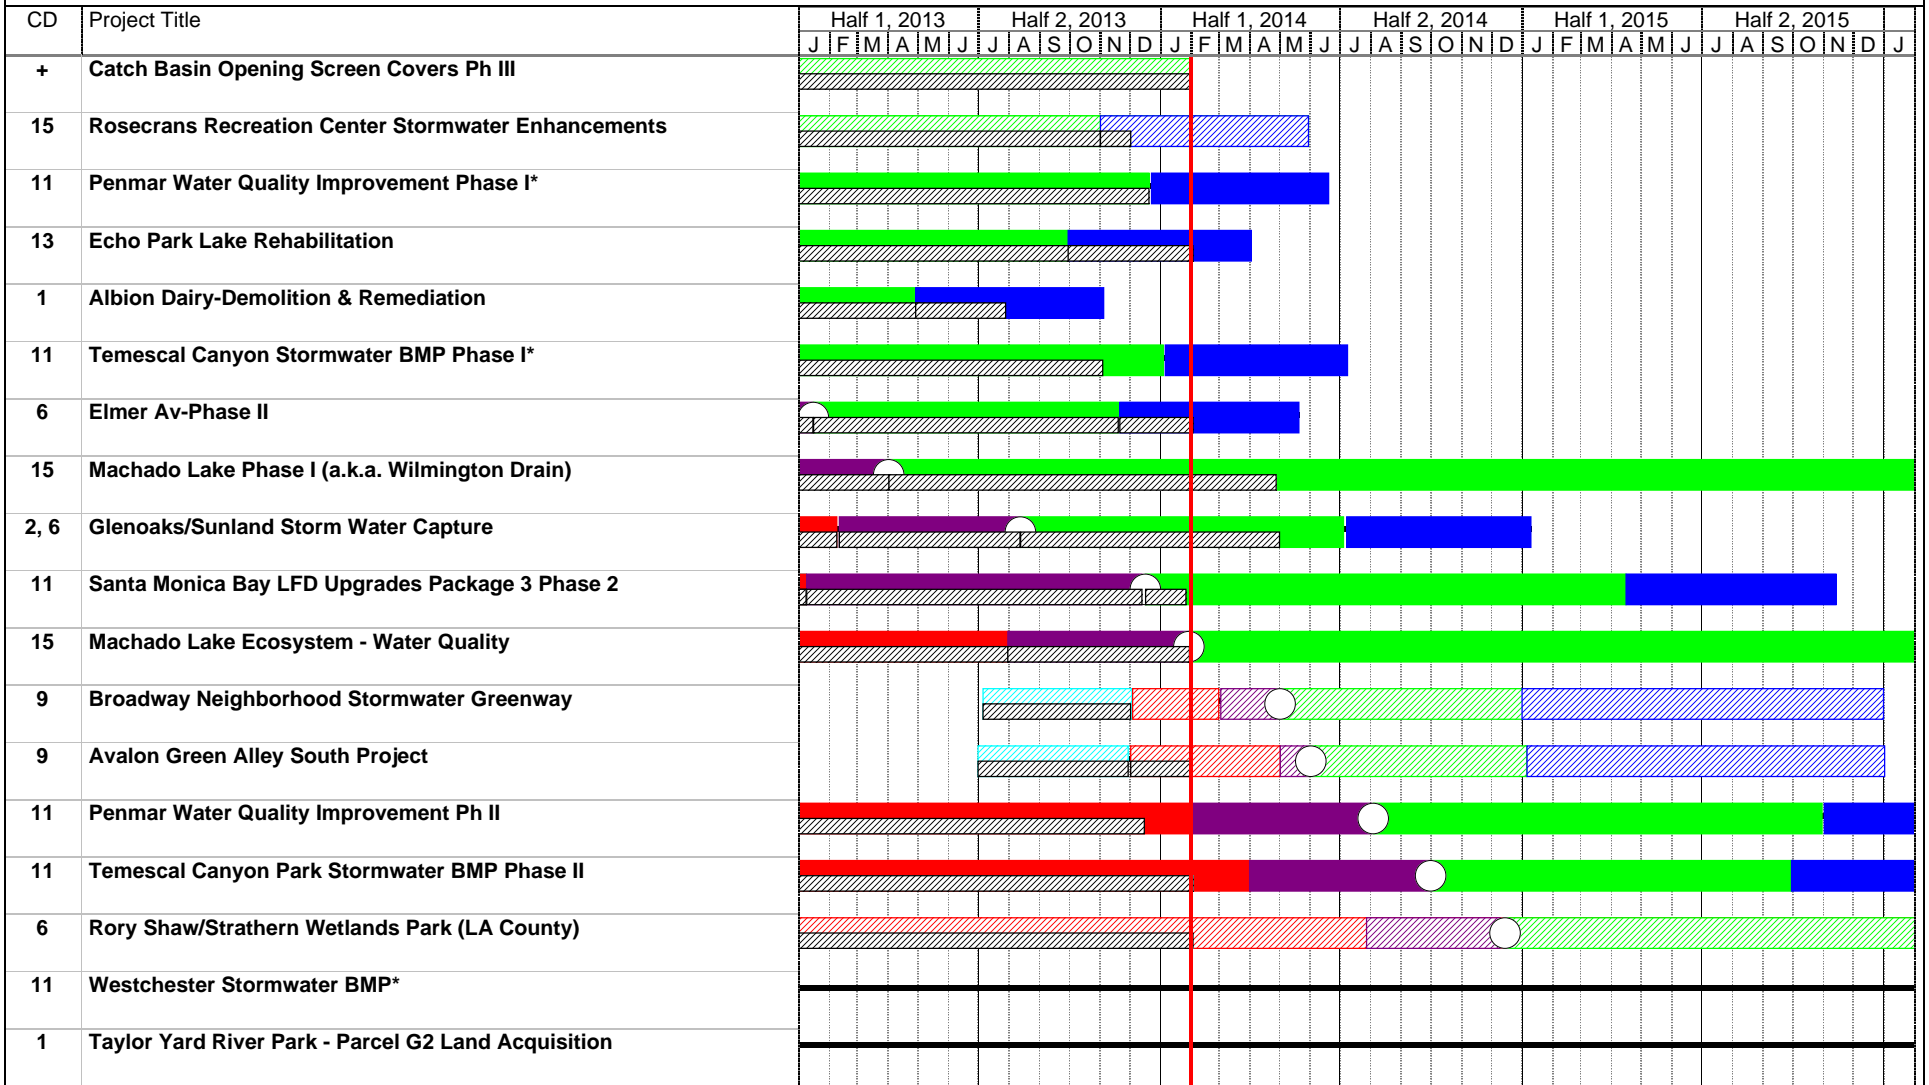 CD Project Title Half 1, 2013 Half 2, 2013 Half 1, 2014 Half 2, 2014 Half 1, 2015 Half 2, 2015
J F M A M J J A S O N D J F M A M J J A S O N D J F M A M J J A S O N D J
+ Catch Basin Opening Screen Covers Ph III
15 Rosecrans Recreation Center Stormwater Enhancements
11 Penmar Water Quality Improvement Phase I*
13 Echo Park Lake Rehabilitation
1 Albion Dairy-Demolition & Remediation
11 Temescal Canyon Stormwater BMP Phase I*
6 Elmer Av-Phase II
15 Machado Lake Phase I (a.k.a. Wilmington Drain)
2, 6 Glenoaks/Sunland Storm Water Capture
11 Santa Monica Bay LFD Upgrades Package 3 Phase 2
15 Machado Lake Ecosystem - Water Quality
9 Broadway Neighborhood Stormwater Greenway
9 Avalon Green Alley South Project
11 Penmar Water Quality Improvement Ph II
11 Temescal Canyon Park Stormwater BMP Phase II
6 Rory Shaw/Strathern Wetlands Park (LA County)
11 Westchester Stormwater BMP*
1 Taylor Yard River Park - Parcel G2 Land Acquisition